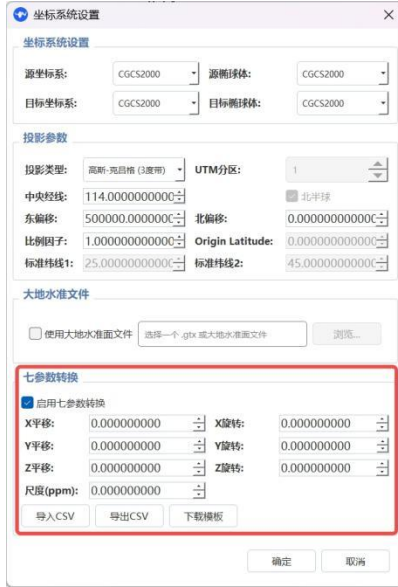 坐标系统设置
坐标系统设置
源坐标系: CGCS2000 源椭球体: CGCS2000
目标坐标系: CGCS2000 目标椭球体: CGCS2000
投影参数
投影类型: 高斯-克吕格 (3度带) UTM分区: 1
中央经线: 114.0000000000 北半球
东偏移: 500000.0000000 北偏移: 0.000000000000
比例因子: 1.000000000000 Origin Latitude: 0.000000000000
标准纬线1: 25.00000000000 标准纬线2: 45.00000000000
大地水准文件
使用大地水准面文件 选择一个 .gtx 或大地水准面文件 浏览...
七参数转换
启用七参数转换
X平移: 0.000000000 X旋转: 0.000000000
Y平移: 0.000000000 Y旋转: 0.000000000
Z平移: 0.000000000 Z旋转: 0.000000000
尺度(ppm): 0.000000000
导入CSV 导出CSV 下载模板
确定 取消